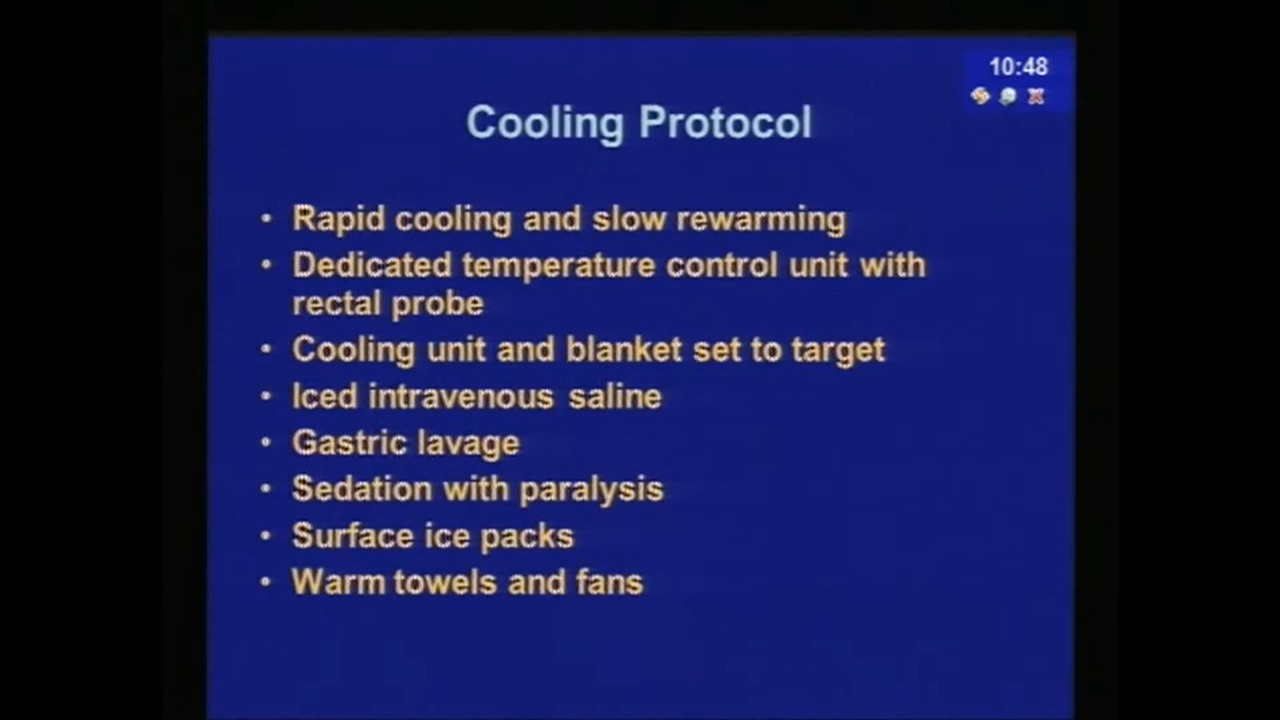 10:48
Cooling Protocol
• Rapid cooling and slow rewarming
• Dedicated temperature control unit with
rectal probe
• Cooling unit and blanket set to target
• Iced intravenous saline
• Gastric lavage
• Sedation with paralysis
• Surface ice packs
• Warm towels and fans